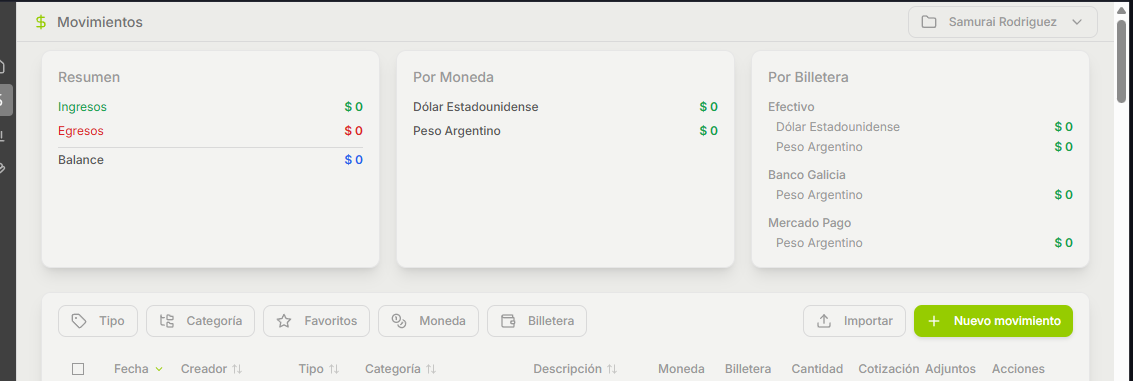 Movimientos
Samurai Rodriguez
Resumen
Ingresos $ 0
Egresos $ 0
Balance $ 0
Por Moneda
Dólar Estadounidense $ 0
Peso Argentino $ 0
Por Billetera
Efectivo
Dólar Estadounidense $ 0
Peso Argentino $ 0
Banco Galicia
Peso Argentino $ 0
Mercado Pago
Peso Argentino $ 0
Tipo Categoría Favoritos Moneda Billetera Importar Nuevo movimiento
Fecha Creador Tipo Categoría Descripción Moneda Billetera Cantidad Cotización Adjuntos Acciones